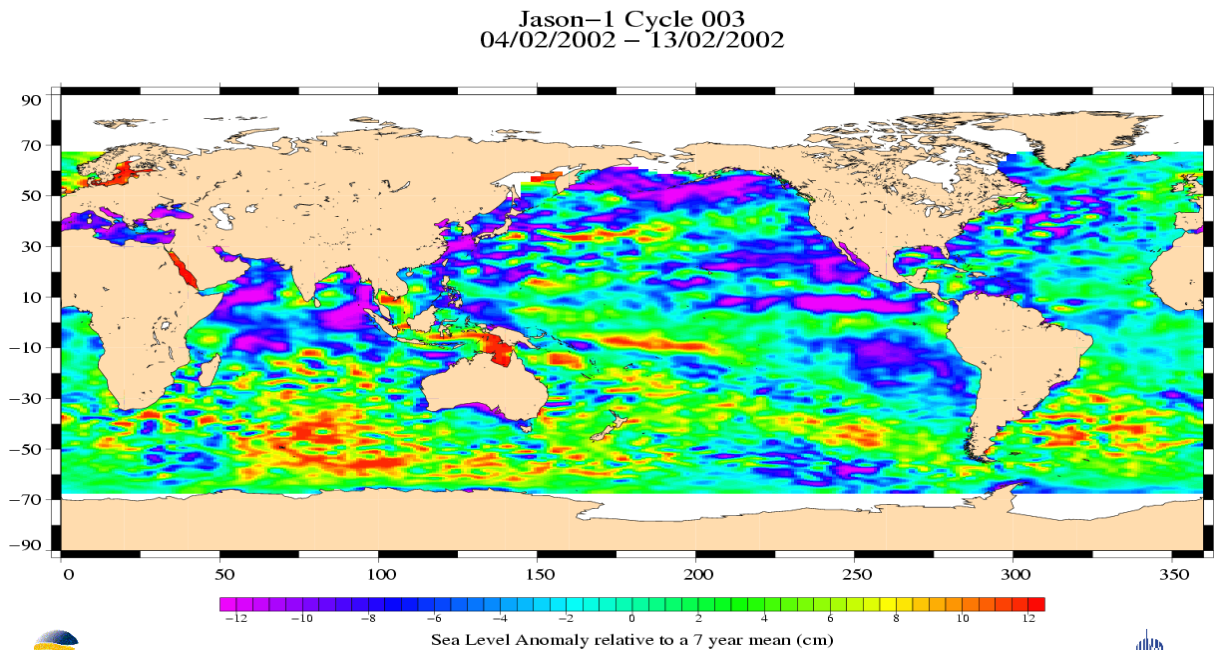 Jason−1 Cycle 003
04/02/2002 − 13/02/2002
90
70
50
30
10
−10
−30
−50
−70
−90
0 50 100 150 200 250 300 350
−12 −10 −8 −6 −4 −2 0 2 4 6 8 10 12
Sea Level Anomaly relative to a 7 year mean (cm)